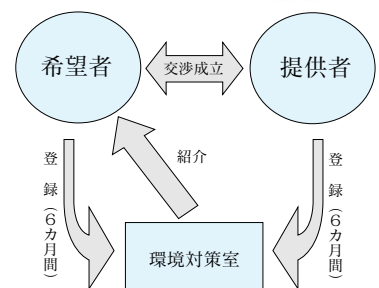 希望者
交渉成立
提供者
登録（６カ月間）
紹介
登録（６カ月間）
環境対策室